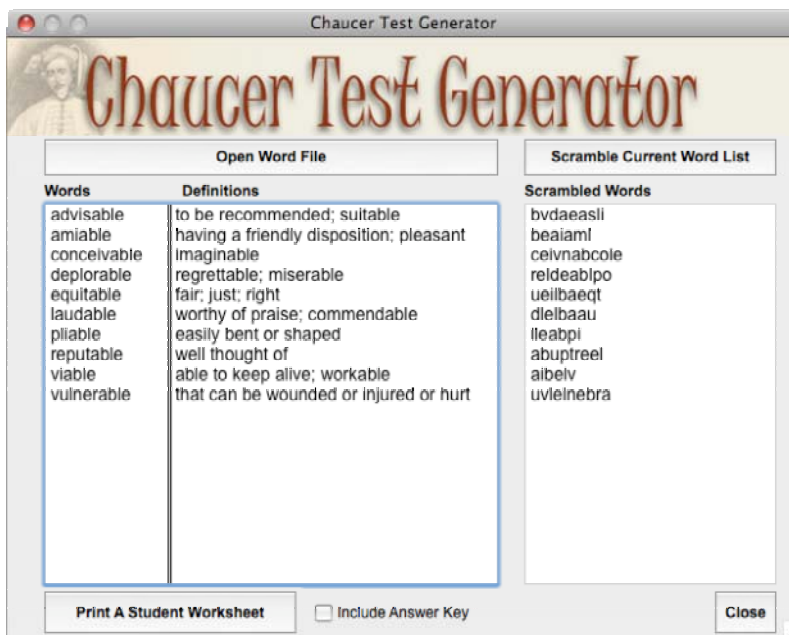 Chaucer Test Generator
Chaucer Test Generator
Open Word File
Scramble Current Word List
Words Definitions Scrambled Words
advisable to be recommended; suitable bvdaeasli
amiable having a friendly disposition; pleasant beaiaml
conceivable imaginable ceivnabcole
deplorable regrettable; miserable reldeablpo
equitable fair; just; right ueilbaeqt
laudable worthy of praise; commendable dlelbaau
pliable easily bent or shaped lleabpi
reputable well thought of abuptreel
viable able to keep alive; workable aibelv
vulnerable that can be wounded or injured or hurt uvlelnebra
Print A Student Worksheet
Include Answer Key
Close